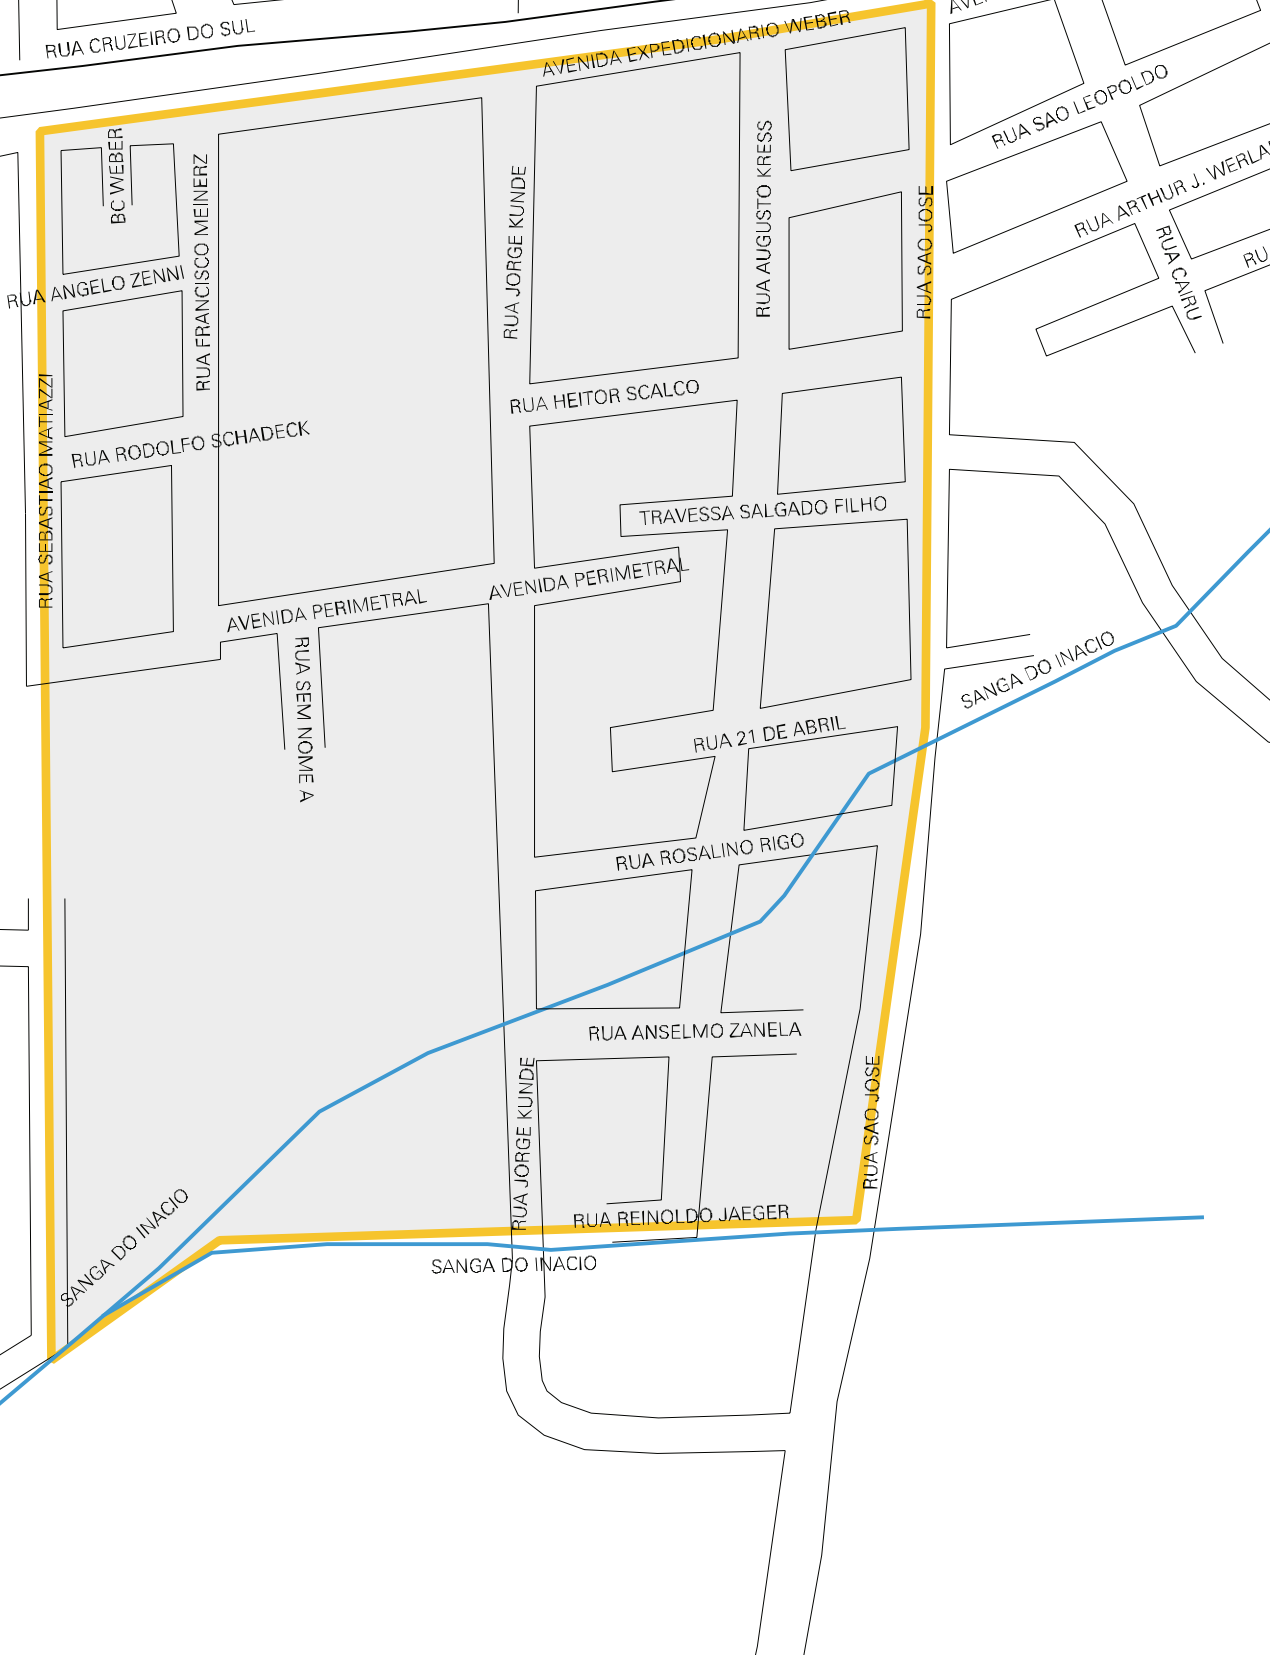 RUA CRUZEIRO DO SUL
AVENIDA EXPEDICIONARIO WEBER
RUA SAO LEOPOLDO
BC WEBER
RUA FRANCISCO MEINERZ
RUA JORGE KUNDE
RUA AUGUSTO KRESS
RUA SAO JOSE
RUA ARTHUR J. WERLA
RUA CAIRU
RU
RUA ANGELO ZENNI
RUA SEBASTIAO MATIAZZI
RUA RODOLFO SCHADECK
RUA HEITOR SCALCO
TRAVESSA SALGADO FILHO
AVENIDA PERIMETRAL
AVENIDA PERIMETRAL
RUA SEM NOME A
SANGA DO INACIO
RUA 21 DE ABRIL
RUA ROSALINO RIGO
RUA ANSELMO ZANELA
RUA JORGE KUNDE
RUA SAO JOSE
SANGA DO INACIO
RUA REINOLDO JAEGER
SANGA DO INACIO